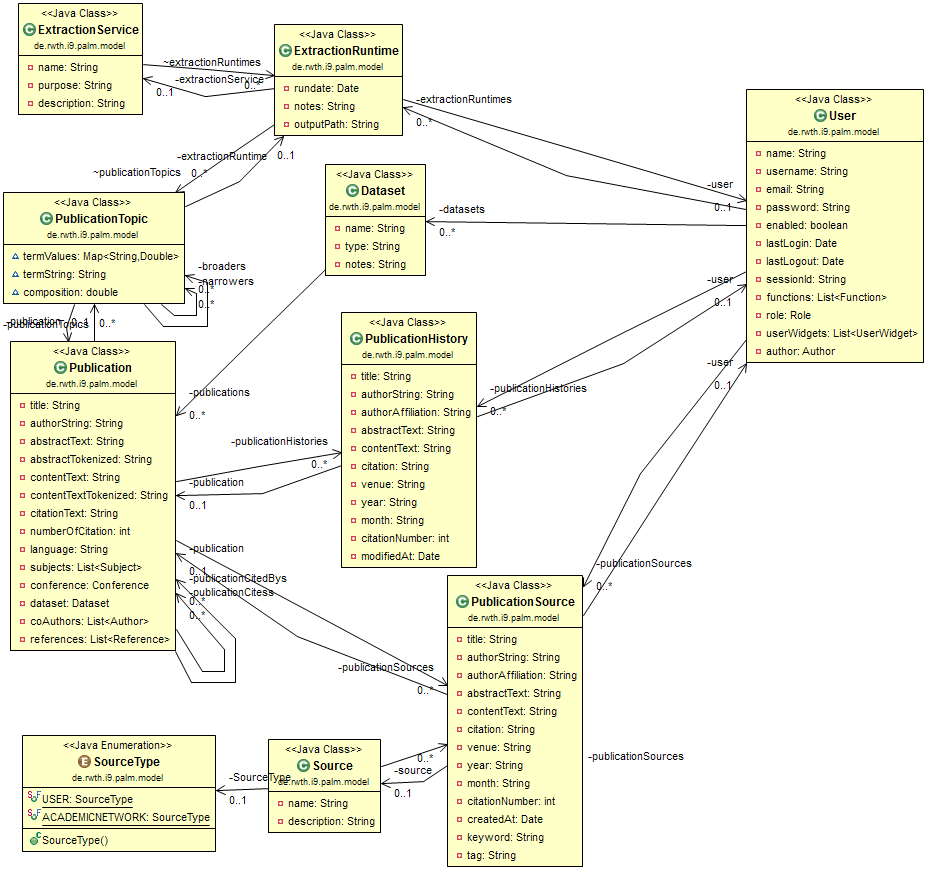 <<Java Class>>
ExtractionService
de.rwth.i9.palm.model
name: String
purpose: String
description: String
<<Java Class>>
ExtractionRuntime
de.rwth.i9.palm.model
rundate: Date
notes: String
outputPath: String
~extractionRuntimes
0..*
-extractionService
0..1
<<Java Class>>
User
de.rwth.i9.palm.model
name: String
username: String
email: String
password: String
enabled: boolean
lastLogin: Date
lastLogout: Date
sessionId: String
functions: List<Function>
role: Role
userWidgets: List<UserWidget>
author: Author
-extractionRuntimes
0..*
-user
0..1
-extractionRuntime
0..1
~publicationTopics
0..*
<<Java Class>>
Dataset
de.rwth.i9.palm.model
name: String
type: String
notes: String
-datasets
0..*
<<Java Class>>
PublicationTopic
de.rwth.i9.palm.model
termValues: Map<String,Double>
termString: String
composition: double
-broaders
0..*
-narrowers
0..*
-publication
0..1
-publicationTopics
0..*
<<Java Class>>
Publication
de.rwth.i9.palm.model
title: String
authorString: String
abstractText: String
abstractTokenized: String
contentText: String
contentTextTokenized: String
citationText: String
numberOfCitation: int
language: String
subjects: List<Subject>
conference: Conference
dataset: Dataset
coAuthors: List<Author>
references: List<Reference>
-publications
0..*
<<Java Class>>
PublicationHistory
de.rwth.i9.palm.model
title: String
authorString: String
authorAffiliation: String
abstractText: String
contentText: String
citation: String
venue: String
year: String
month: String
citationNumber: int
modifiedAt: Date
-user
0..1
-publicationHistories
0..*
-publicationHistories
0..*
-publication
0..1
-user
0..1
-publicationSources
0..*
-publication
0..1
-publicationCitedBys
0..*
-publicationCitess
0..*
-publicationSources
0..*
<<Java Class>>
PublicationSource
de.rwth.i9.palm.model
title: String
authorString: String
authorAffiliation: String
abstractText: String
contentText: String
citation: String
venue: String
year: String
month: String
citationNumber: int
createdAt: Date
keyword: String
tag: String
-publicationSources
0..*
-source
0..1
<<Java Class>>
Source
de.rwth.i9.palm.model
name: String
description: String
-SourceType
0..1
<<Java Enumeration>>
SourceType
de.rwth.i9.palm.model
USER: SourceType
ACADEMICNETWORK: SourceType
SourceType()